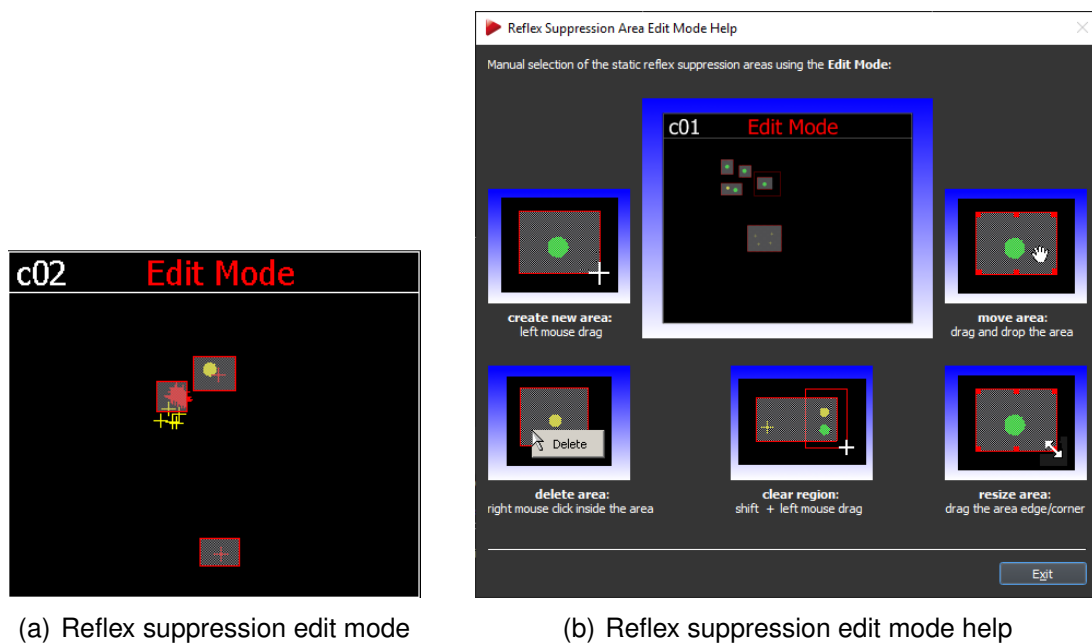 c02 Edit Mode
(a) Reflex suppression edit mode
Reflex Suppression Area Edit Mode Help
Manual selection of the static reflex suppression areas using the Edit Mode:
c01 Edit Mode
create new area:
left mouse drag
move area:
drag and drop the area
Delete
delete area:
right mouse click inside the area
clear region:
shift + left mouse drag
resize area:
drag the area edge/corner
Exit
(b) Reflex suppression edit mode help